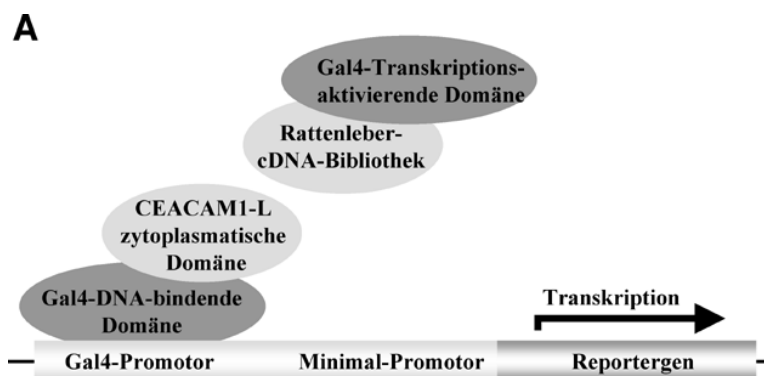 A
Gal4-Transkriptions-
aktivierende Domäne
Rattenleber-
cDNA-Bibliothek
CEACAM1-L
zytoplasmatische
Domäne
Gal4-DNA-bindende
Domäne
Transkription
Gal4-Promotor Minimal-Promotor Reportergen